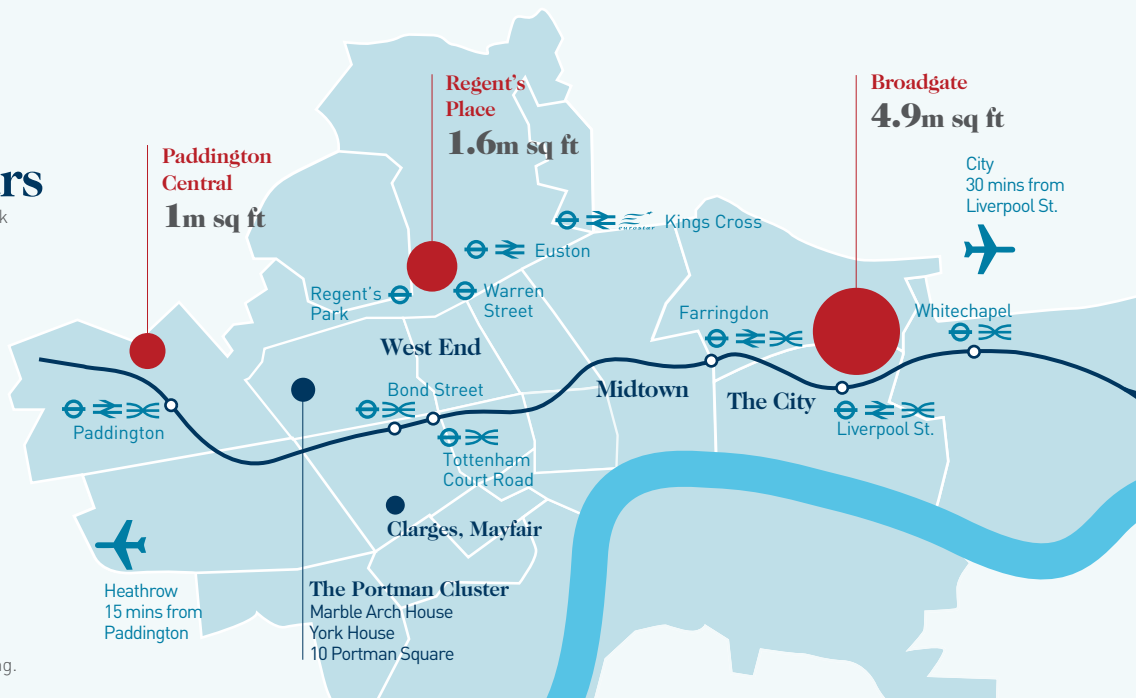 Regent's
Place
1.6m sq ft
Broadgate
4.9m sq ft
Paddington
Central
1m sq ft
rs
k
City
30 mins from
Liverpool St.
eurostar
Kings Cross
Euston
Regent's
Park
Warren
Street
Farringdon
Whitechapel
West End
Bond Street
Midtown
The City
Paddington
Liverpool St.
Tottenham
Court Road
Clarges, Mayfair
Heathrow
15 mins from
Paddington
The Portman Cluster
Marble Arch House
York House
10 Portman Square
ng.